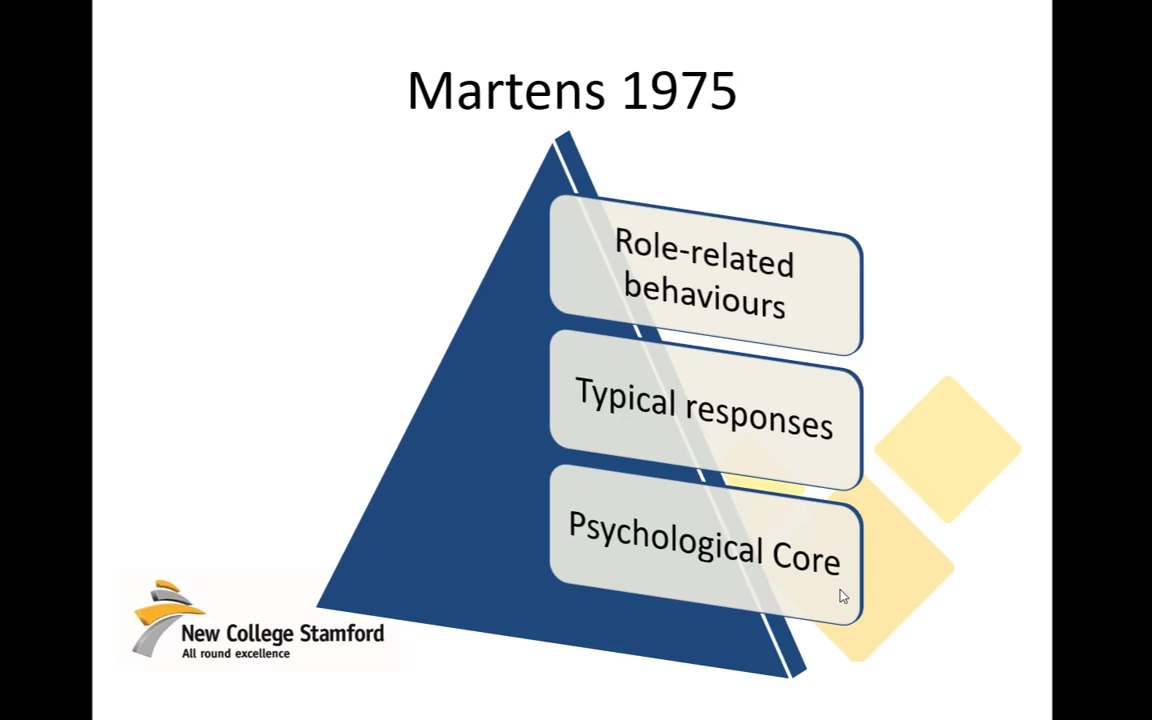 Martens 1975
Role-related
behaviours
Typical responses
Psychological Core
New College Stamford
All round excellence